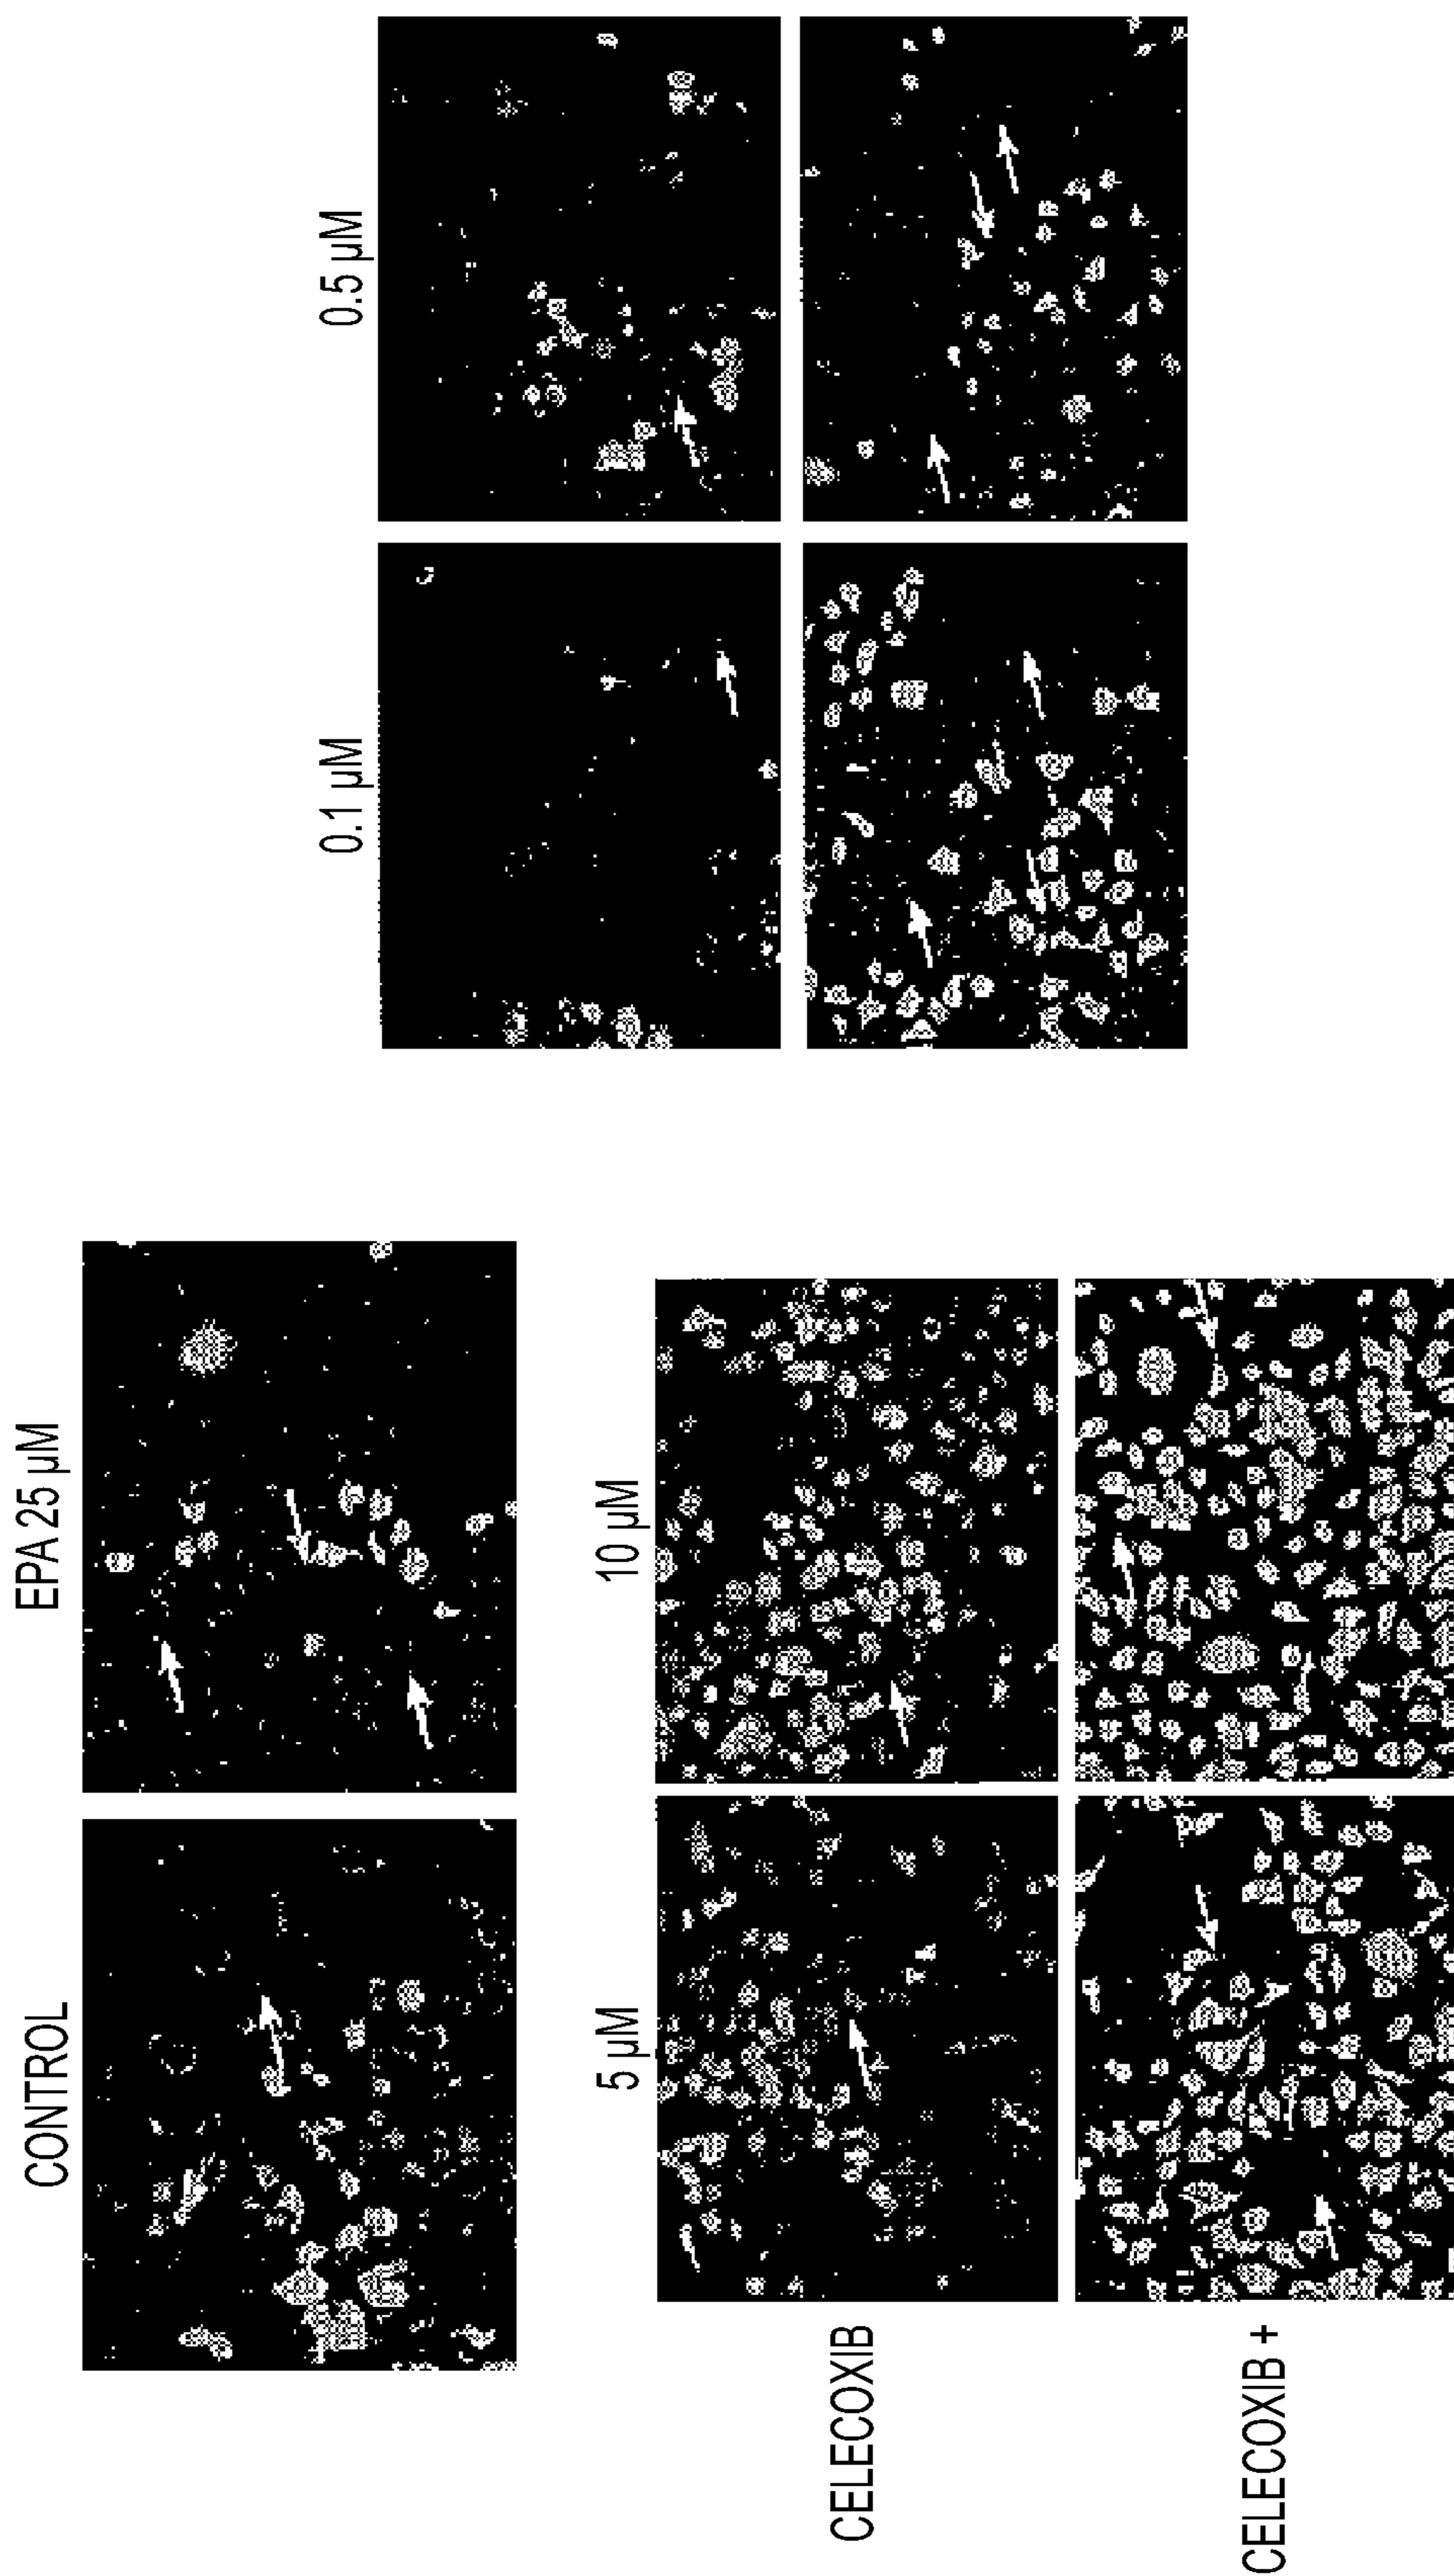 CONTROL
EPA 25 μM
5 μM
10 μM
0.1 μM
0.5 μM
CELECOXIB
CELECOXIB +